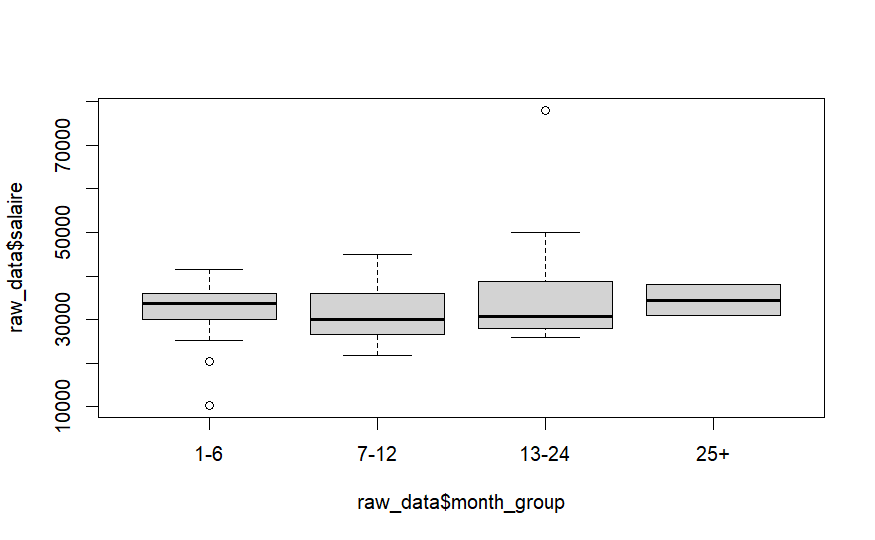 raw_data$salaire
70000
50000
30000
10000
1-6 7-12 13-24 25+
raw_data$month_group